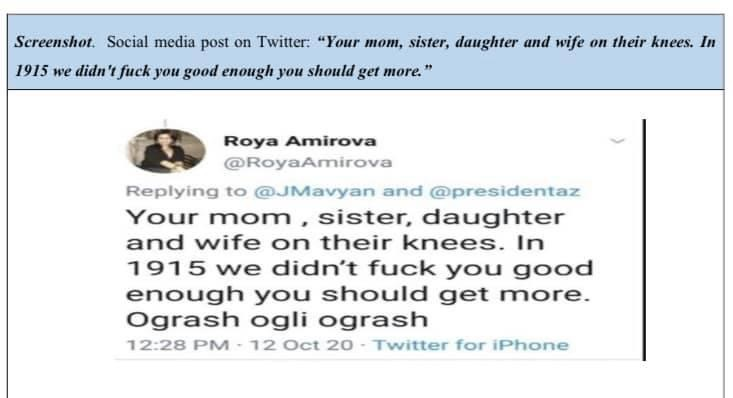 Screenshot. Social media post on Twitter: “Your mom, sister, daughter and wife on their knees. In
1915 we didn't fuck you good enough you should get more.”
Roya Amirova
@RoyaAmirova
Replying to @JMavyan and @presidentaz
Your mom , sister, daughter
and wife on their knees. In
1915 we didn’t fuck you good
enough you should get more.
Ogrash ogli ogrash
12:28 PM · 12 Oct 20 · Twitter for iPhone